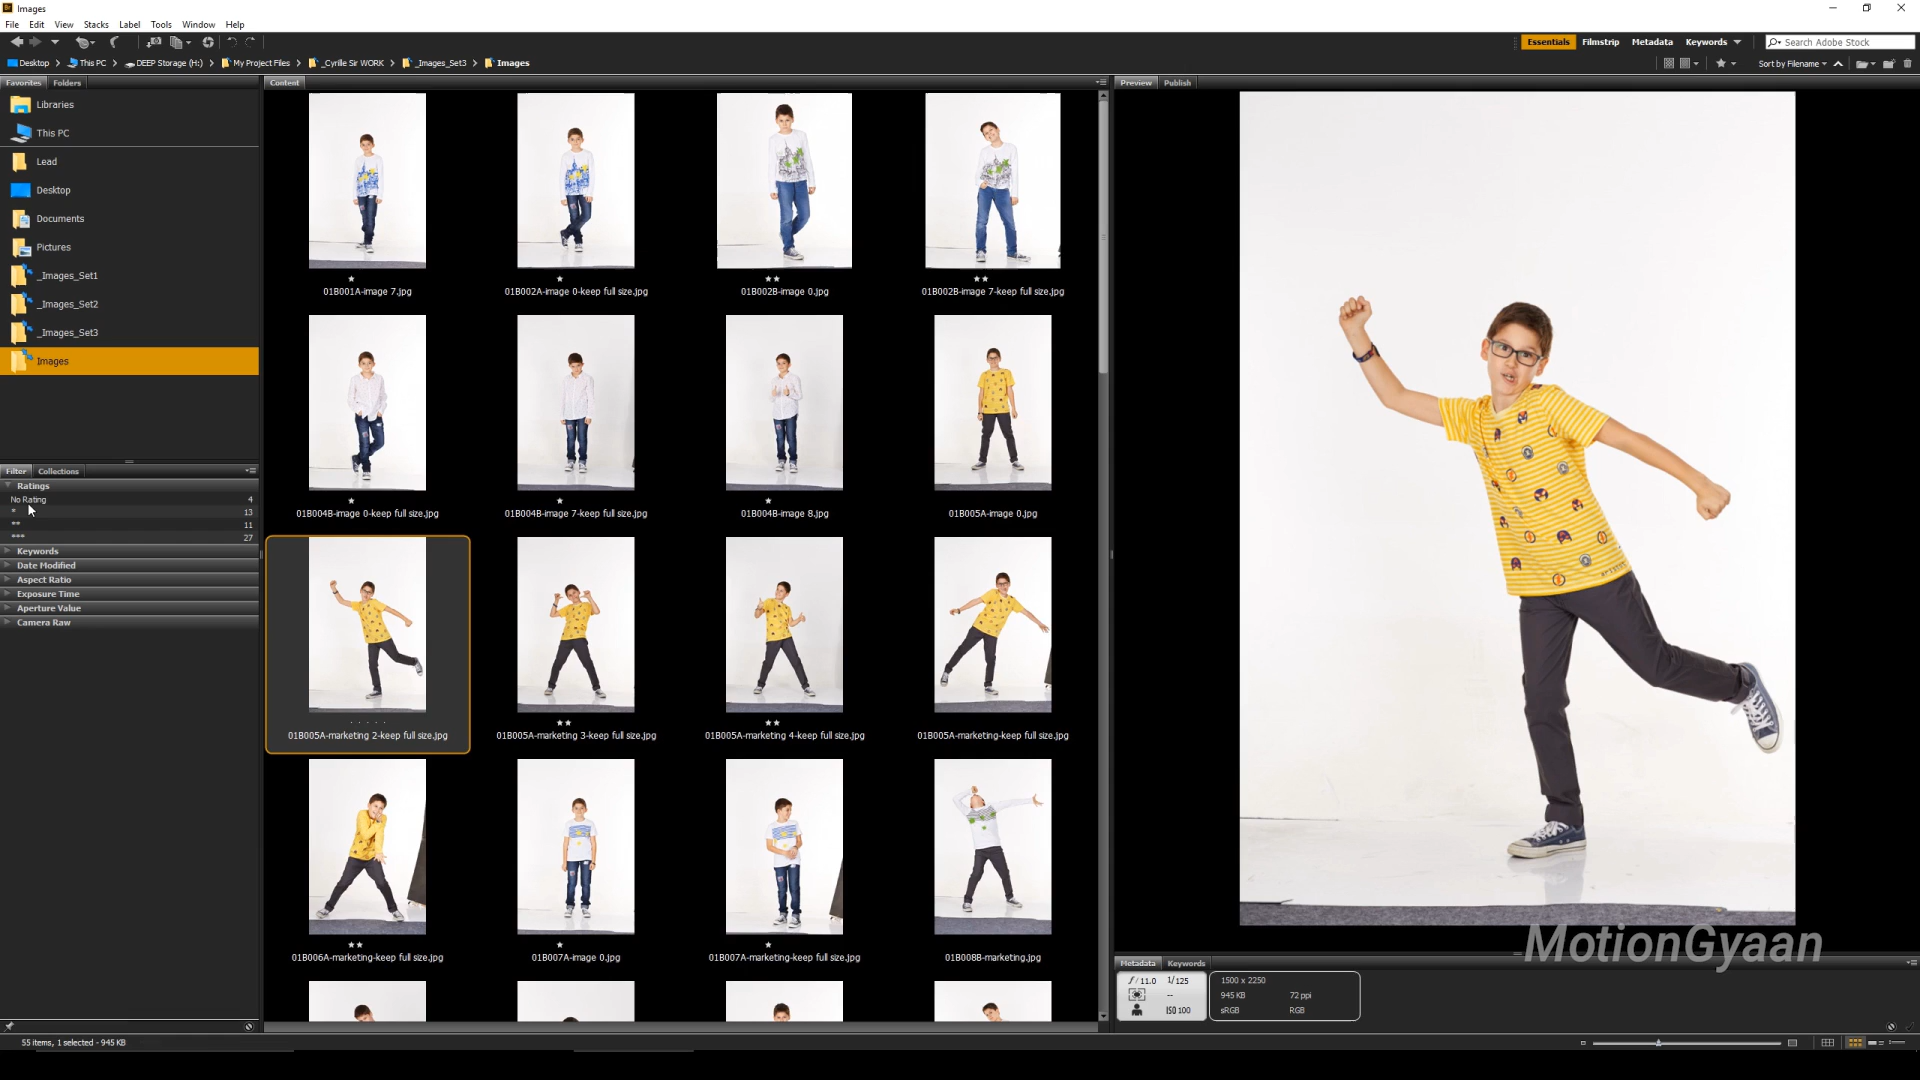 Br Images
File Edit View Stacks Label Tools Window Help
Essentials Filmstrip Metadata Keywords Search Adobe Stock
Desktop This PC DEEP Storage (H:) My Project Files _Cyrille Sir WORK _Images_Set3 Images
Sort by Filename
Favorites Folders
Libraries
This PC
Lead
Desktop
Documents
Pictures
_Images_Set1
_Images_Set2
_Images_Set3
Images
Filter Collections
Ratings
No Rating 4
* 13
** 11
*** 27
Keywords
Date Modified
Aspect Ratio
Exposure Time
Aperture Value
Camera Raw
55 items, 1 selected - 945 KB
Content
01B001A-image 7.jpg 01B002A-image 0-keep full size.jpg 01B002B-image 0.jpg 01B002B-image 7-keep full size.jpg
01B004B-image 0-keep full size.jpg 01B004B-image 7-keep full size.jpg 01B004B-image 8.jpg 01B005A-image 0.jpg
01B005A-marketing 2-keep full size.jpg 01B005A-marketing 3-keep full size.jpg 01B005A-marketing 4-keep full size.jpg 01B005A-marketing-keep full size.jpg
01B006A-marketing-keep full size.jpg 01B007A-image 0.jpg 01B007A-marketing-keep full size.jpg 01B008B-marketing.jpg
Preview Publish
MotionGyaan
Metadata Keywords
f/11.0 1/125
--
ISO 100
1500 x 2250
945 KB 72 ppi
sRGB RGB